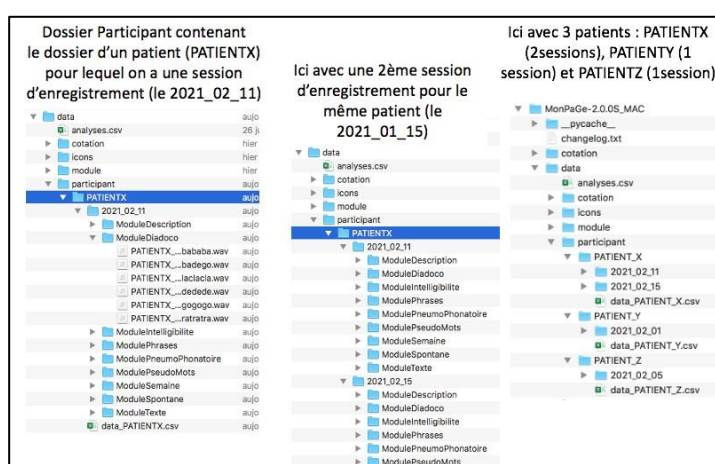 Dossier Participant contenant
le dossier d'un patient (PATIENTX)
pour lequel on a une session
d'enregistrement (le 2021_02_11)
data aujo
analyses.csv 26 ju
cotation hier
icons hier
module hier
participant aujo
PATIENTX aujo
2021_02_11 aujo
ModuleDescription aujo
ModuleDiadoco aujo
PATIENTX_...bababa.wav aujo
PATIENTX_...badego.wav aujo
PATIENTX_...laclacla.wav aujo
PATIENTX_...dedede.wav aujo
PATIENTX_...gogogo.wav aujo
PATIENTX_...ratratra.wav aujo
ModuleIntelligibilite aujo
ModulePhrases aujo
ModulePneumoPhonatoire aujo
ModulePseudoMots aujo
ModuleSemaine aujo
ModuleSpontane aujo
ModuleTexte aujo
data_PATIENTX.csv aujo
Ici avec une 2ème session
d'enregistrement pour le
même patient (le
2021_01_15)
data
analyses.csv
cotation
icons
module
participant
PATIENTX
2021_02_11
ModuleDescription
ModuleDiadoco
ModuleIntelligibilite
ModulePhrases
ModulePneumoPhonatoire
ModulePseudoMots
ModuleSemaine
ModuleSpontane
ModuleTexte
2021_02_15
ModuleDescription
ModuleDiadoco
ModuleIntelligibilite
ModulePhrases
ModulePneumoPhonatoire
ModulePseudoMots
Ici avec 3 patients : PATIENTX
(2sessions), PATIENTY (1
session) et PATIENTZ (1session)
MonPaGe-2.0.0S_MAC
__pycache__
changelog.txt
cotation
data
analyses.csv
cotation
icons
module
participant
PATIENT_X
2021_02_11
2021_02_15
data_PATIENT_X.csv
PATIENT_Y
2021_02_01
data_PATIENT_Y.csv
PATIENT_Z
2021_02_05
data_PATIENT_Z.csv